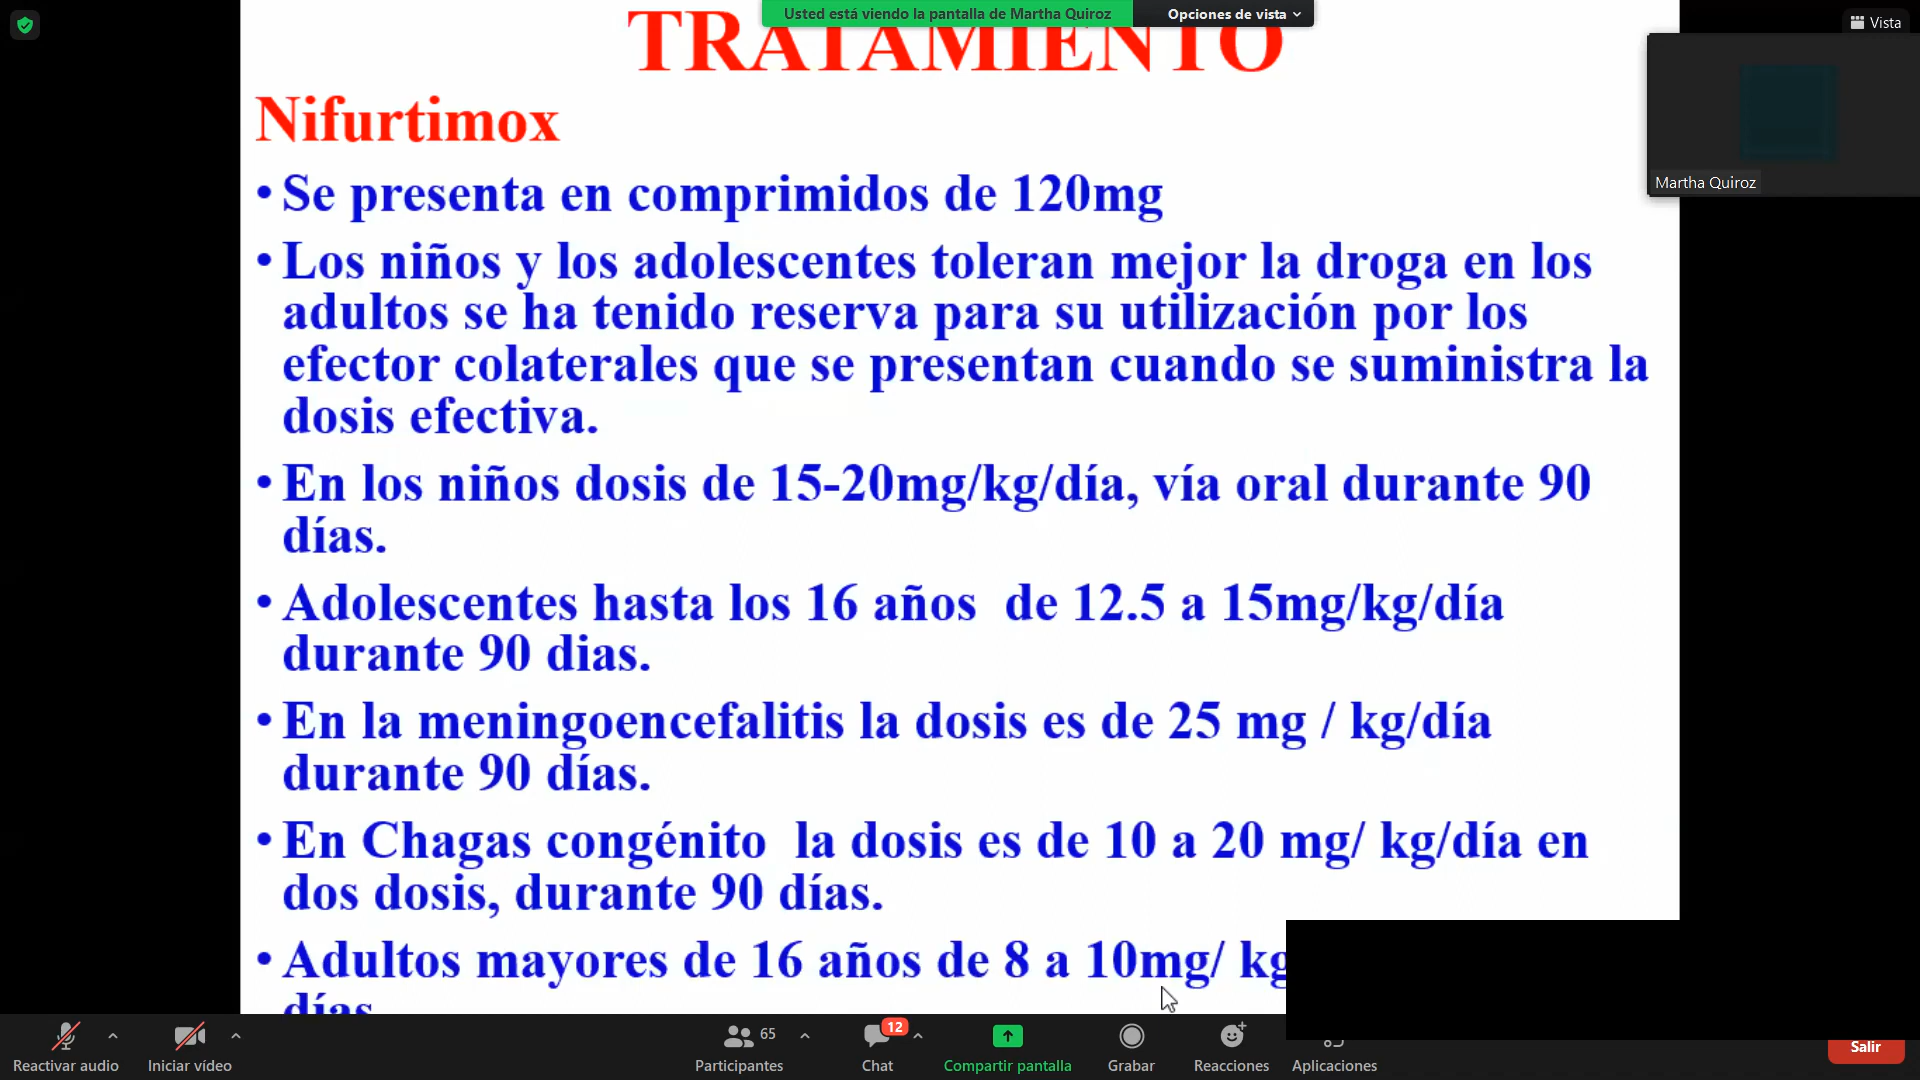 Usted está viendo la pantalla de Martha Quiroz
Opciones de vista
Vista
TRATAMIENTO
Martha Quiroz
Nifurtimox
• Se presenta en comprimidos de 120mg
• Los niños y los adolescentes toleran mejor la droga en los
adultos se ha tenido reserva para su utilización por los
efector colaterales que se presentan cuando se suministra la
dosis efectiva.
• En los niños dosis de 15-20mg/kg/día, vía oral durante 90
días.
• Adolescentes hasta los 16 años de 12.5 a 15mg/kg/día
durante 90 dias.
• En la meningoencefalitis la dosis es de 25 mg / kg/día
durante 90 días.
• En Chagas congénito la dosis es de 10 a 20 mg/ kg/día en
dos dosis, durante 90 días.
• Adultos mayores de 16 años de 8 a 10mg/ kg
días
Reactivar audio
Iniciar vídeo
65
Participantes
12
Chat
Compartir pantalla
Grabar
Reacciones
Aplicaciones
Salir